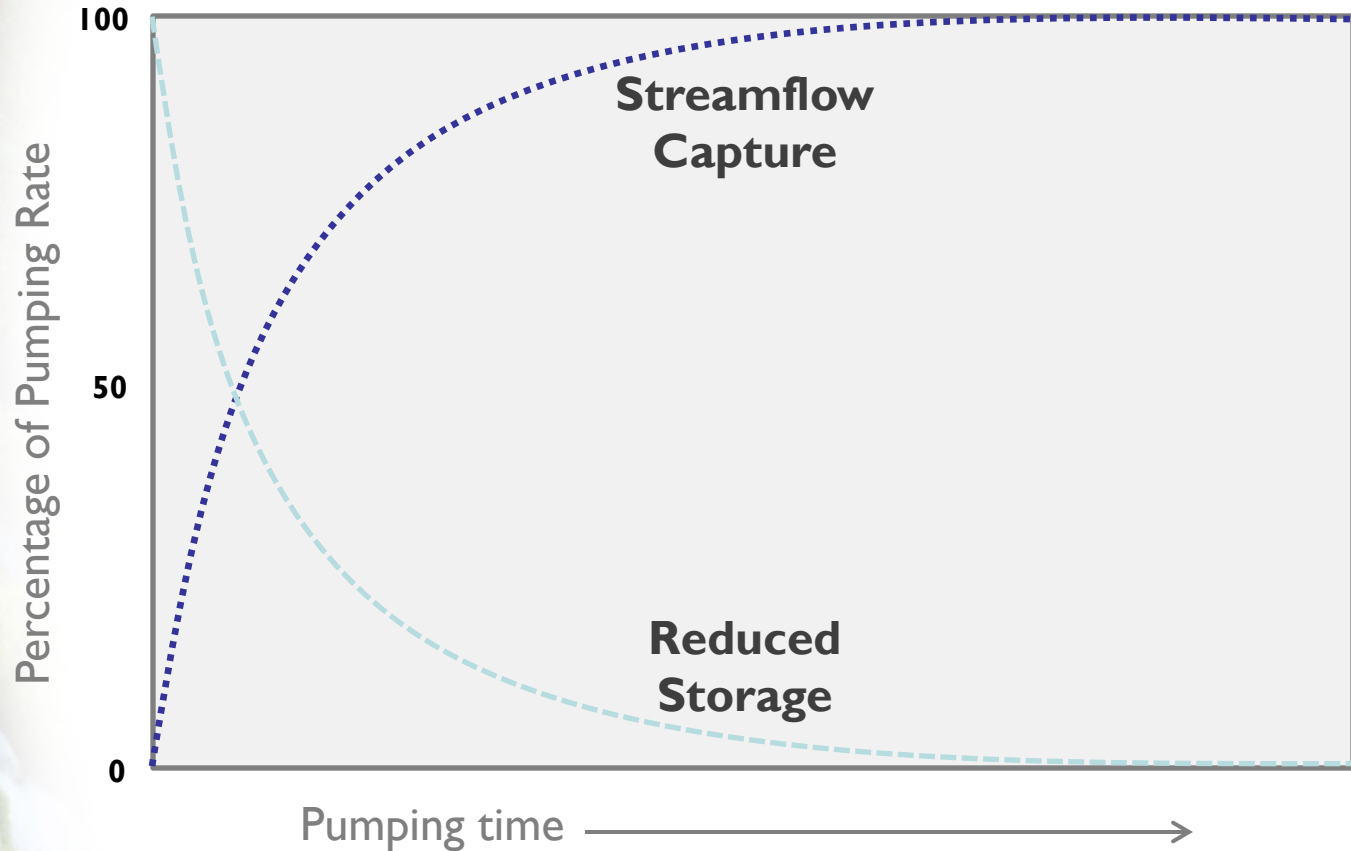 100
Streamflow
Capture
Percentage of Pumping Rate
50
Reduced
Storage
0
Pumping time